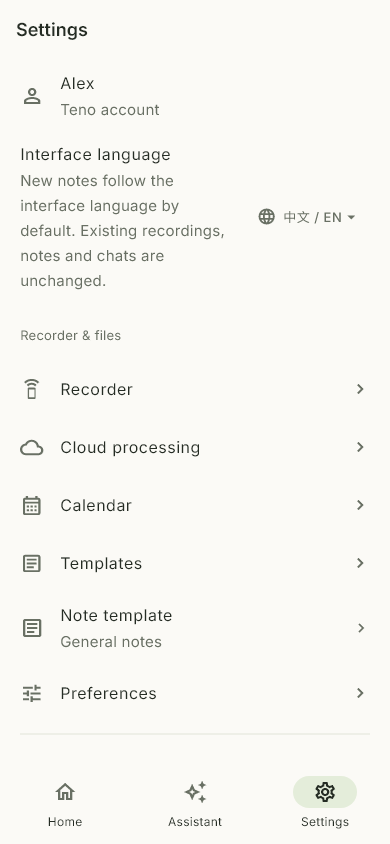 Settings
Alex
Teno account
Interface language
New notes follow the
interface language by
default. Existing recordings,
notes and chats are
unchanged.
中文 / EN
Recorder & files
Recorder
Cloud processing
Calendar
Templates
Note template
General notes
Preferences
Home
Assistant
Settings